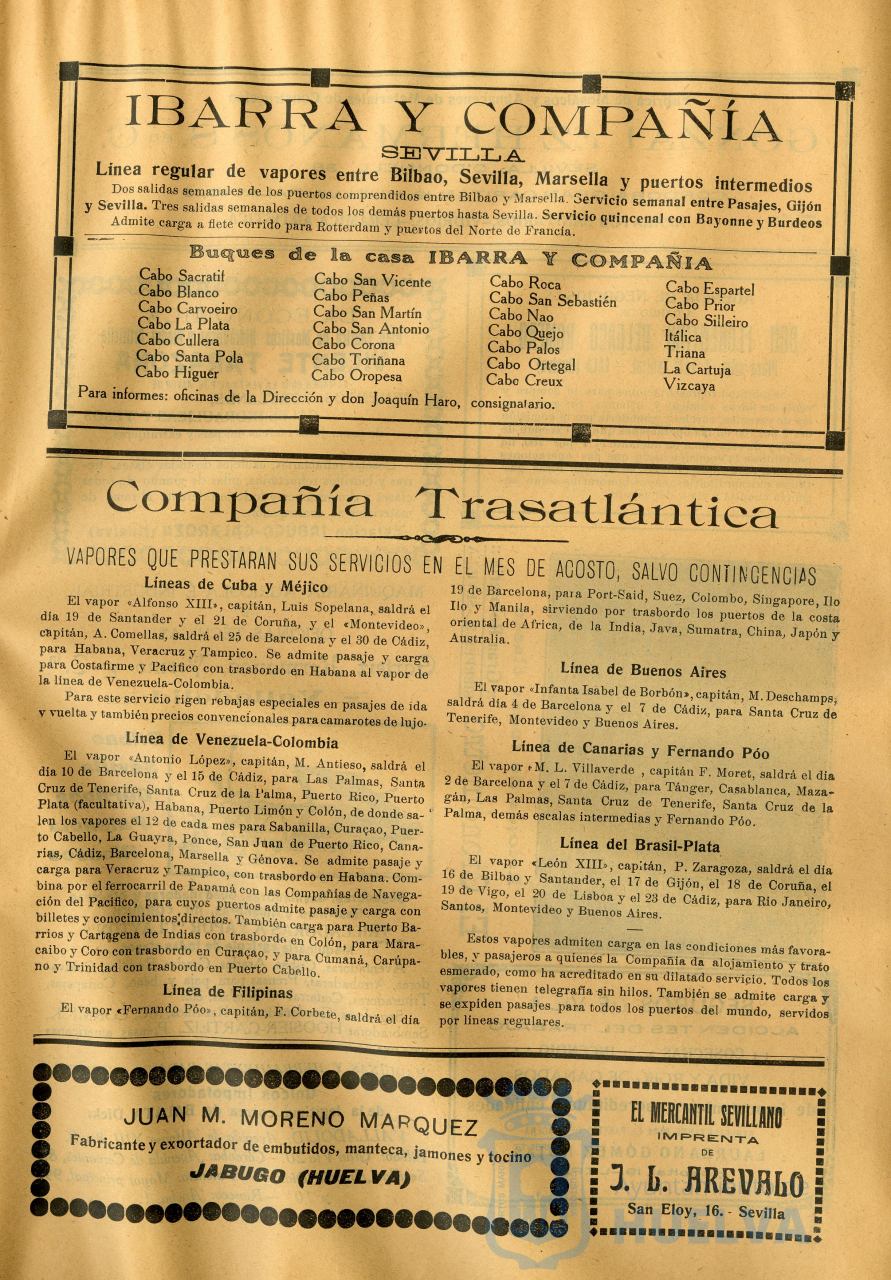 IBARRA Y COMPAÑÍA
SEVILLA
Línea regular de vapores entre Bilbao, Sevilla, Marsella y puertos intermedios
Dos salidas semanales de los puertos comprendidos entre Bilbao y Marsella. Servicio semanal entre Pasajes, Gijón
y Sevilla. Tres salidas semanales de todos los demás puertos hasta Sevilla. Servicio quincenal con Bayonne y Burdeos
Admite carga a flete corrido para Rotterdam y puertos del Norte de Francia.
Buques de la casa IBARRA Y COMPAÑIA
Cabo Sacratif
Cabo Blanco
Cabo Carvoeiro
Cabo La Plata
Cabo Cullera
Cabo Santa Pola
Cabo Higuer
Cabo San Vicente
Cabo Peñas
Cabo San Martín
Cabo San Antonio
Cabo Corona
Cabo Toriñana
Cabo Oropesa
Cabo Roca
Cabo San Sebastién
Cabo Nao
Cabo Quejo
Cabo Palos
Cabo Ortegal
Cabo Creux
Cabo Espartel
Cabo Prior
Cabo Silleiro
Itálica
Triana
La Cartuja
Vizcaya
Para informes: oficinas de la Dirección y don Joaquín Haro, consignatario.
Compañía Trasatlántica
VAPORES QUE PRESTARAN SUS SERVICIOS EN EL MES DE AGOSTO, SALVO CONTINGENCIAS
Líneas de Cuba y Méjico
El vapor «Alfonso XIII», capitán, Luis Sopelana, saldrá el
día 19 de Santander y el 21 de Coruña, y el «Montevideo»,
capitán, A. Comellas, saldrá el 25 de Barcelona y el 30 de Cádiz,
para Habana, Veracruz y Tampico. Se admite pasaje y carga
para Costafirme y Pacífico con trasbordo en Habana al vapor de
la línea de Venezuela-Colombia.
Para este servicio rigen rebajas especiales en pasajes de ida
y vuelta y también precios convencionales para camarotes de lujo-
Línea de Venezuela-Colombia
El vapor «Antonio López», capitán, M. Antieso, saldrá el
día 10 de Barcelona y el 15 de Cádiz, para Las Palmas, Santa
Cruz de Tenerife, Santa Cruz de la Palma, Puerto Rico, Puerto
Plata (facultativa), Habana, Puerto Limón y Colón, de donde sa-
len los vapores el 12 de cada mes para Sabanilla, Curaçao, Puer-
to Cabello, La Guayra, Ponce, San Juan de Puerto Rico, Cana-
rias, Cádiz, Barcelona, Marsella y Génova. Se admite pasaje y
carga para Veracruz y Tampico, con trasbordo en Habana. Com-
bina por el ferrocarril de Panamá con las Compañías de Navega-
ción del Pacífico, para cuyos puertos admite pasaje y carga con
billetes y conocimientos directos. También carga para Puerto Ba-
rrios y Cartagena de Indias con trasbordo en Colón, para Mara-
caibo y Coro con trasbordo en Curaçao, y para Cumaná, Carúpa-
no y Trinidad con trasbordo en Puerto Cabello.
Línea de Filipinas
El vapor «Fernando Póo», capitán, F. Corbete, saldrá el día
19 de Barcelona, para Port-Said, Suez, Colombo, Singapore, Ilo
Ilo y Manila, sirviendo por trasbordo los puertos de la costa
oriental de Africa, de la India, Java, Sumatra, China, Japón y
Australia.
Línea de Buenos Aires
El vapor «Infanta Isabel de Borbón», capitán, M. Deschamps,
saldrá día 4 de Barcelona y el 7 de Cádiz, para Santa Cruz de
Tenerife, Montevideo y Buenos Aires.
Línea de Canarias y Fernando Póo
El vapor «M. L. Villaverde , capitán F. Moret, saldrá el día
2 de Barcelona y el 7 de Cádiz, para Tánger, Casablanca, Maza-
gán, Las Palmas, Santa Cruz de Tenerife, Santa Cruz de la
Palma, demás escalas intermedias y Fernando Póo.
Línea del Brasil-Plata
El vapor «León XIII», capitán, P. Zaragoza, saldrá el día
16 de Bilbao y Santander, el 17 de Gijón, el 18 de Coruña, el
19 de Vigo, el 20 de Lisboa y el 23 de Cádiz, para Rio Janeiro,
Santos, Montevideo y Buenos Aires.
Estos vapores admiten carga en las condiciones más favora-
bles, y pasajeros a quienes la Compañía da alojamiento y trato
esmerado, como ha acreditado en su dilatado servicio. Todos los
vapores tienen telegrafía sin hilos. También se admite carga y
se expiden pasajes para todos los puertos del mundo, servidos
por líneas regulares.
JUAN M. MORENO MARQUEZ
Fabricante y exportador de embutidos, manteca, jamones y tocino
JABUGO (HUELVA)
EL MERCANTIL SEVILLANO
IMPRENTA
DE
J. L. AREVALO
San Eloy, 16. - Sevilla
HUELVA